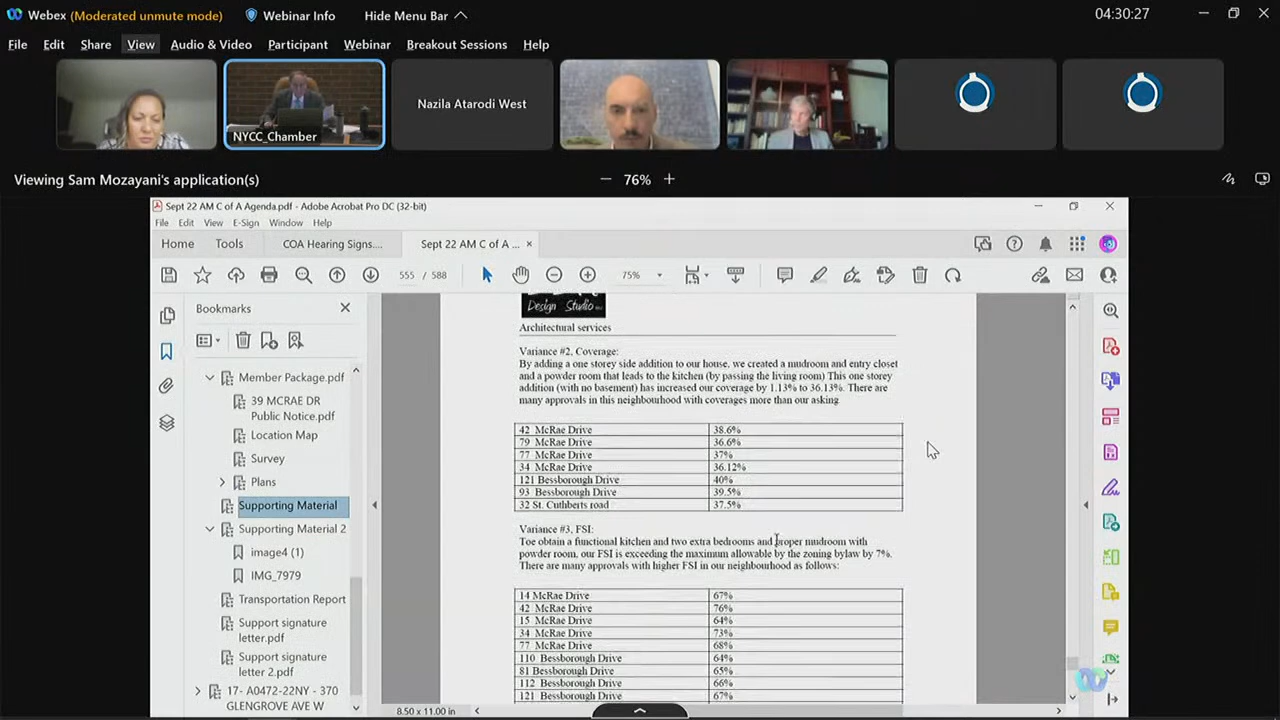 Webex (Moderated unmute mode) Webinar Info Hide Menu Bar 04:30:27
File Edit Share View Audio & Video Participant Webinar Breakout Sessions Help
NYCC_Chamber
Nazila Atarodi West
Viewing Sam Mozayani's application(s) 76%
Sept 22 AM C of A Agenda.pdf - Adobe Acrobat Pro DC (32-bit)
File Edit View E-Sign Window Help
Home Tools COA Hearing Signs.... Sept 22 AM C of A ... ×
555 / 588 75%
Bookmarks
Member Package.pdf
39 MCRAE DR
Public Notice.pdf
Location Map
Survey
Plans
Supporting Material
Supporting Material 2
image4 (1)
IMG_7979
Transportation Report
Support signature
letter.pdf
Support signature
letter 2.pdf
17- A0472-22NY - 370
GLENGROVE AVE W
Design Studio
Architectural services
Variance #2, Coverage:
By adding a one storey side addition to our house, we created a mudroom and entry closet
and a powder room that leads to the kitchen (by passing the living room) This one storey
addition (with no basement) has increased our coverage by 1.13% to 36.13%. There are
many approvals in this neighbourhood with coverages more than our asking
42 McRae Drive 38.6%
79 McRae Drive 36.6%
77 McRae Drive 37%
34 McRae Drive 36.12%
121 Bessborough Drive 40%
93 Bessborough Drive 39.5%
32 St. Cuthberts road 37.5%
Variance #3, FSI:
Toe obtain a functional kitchen and two extra bedrooms and proper mudroom with
powder room, our FSI is exceeding the maximum allowable by the zoning bylaw by 7%.
There are many approvals with higher FSI in our neighbourhood as follows:
14 McRae Drive 67%
42 McRae Drive 76%
15 McRae Drive 64%
34 McRae Drive 73%
77 McRae Drive 68%
110 Bessborough Drive 64%
81 Bessborough Drive 65%
112 Bessborough Drive 66%
121 Bessborough Drive 67%
8.50 x 11.00 in